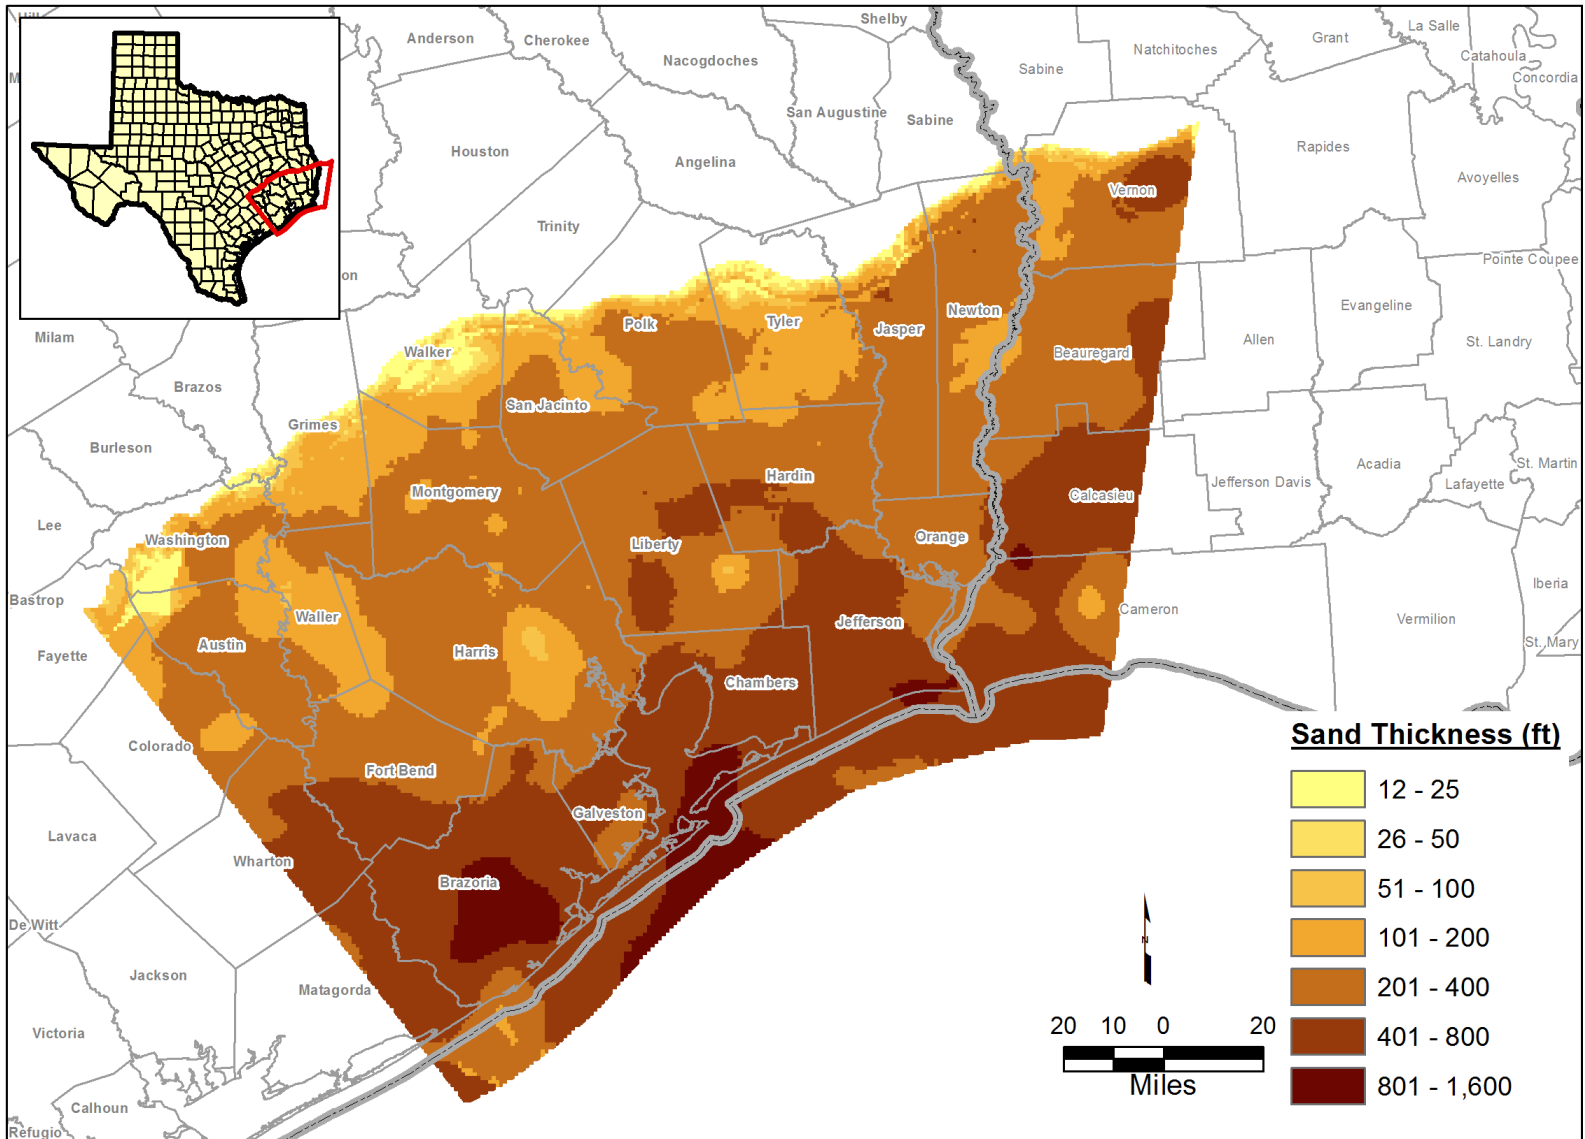 Hill
Shelby
Anderson
Cherokee
Nacogdoches
Sabine
Natchitoches
Grant
La Salle
Catahoula
Concordia
San Augustine
Sabine
Houston
Angelina
Rapides
Avoyelles
Vernon
Trinity
on
Pointe Coupee
Evangeline
Milam
Walker
Polk
Tyler
Jasper
Newton
Beauregard
Allen
St. Landry
Brazos
San Jacinto
Grimes
Burleson
Montgomery
Hardin
Calcasieu
Jefferson Davis
Acadia
St. Martin
Lafayette
Lee
Washington
Liberty
Orange
Bastrop
Iberia
Waller
Austin
Harris
Jefferson
Cameron
Vermilion
St. Mary
Fayette
Chambers
Colorado
Fort Bend
Galveston
Lavaca
Wharton
Brazoria
De Witt
Jackson
Matagorda
Victoria
Calhoun
Refugio
Sand Thickness (ft)
12 - 25
26 - 50
51 - 100
101 - 200
201 - 400
401 - 800
801 - 1,600
N
20 10 0 20
Miles